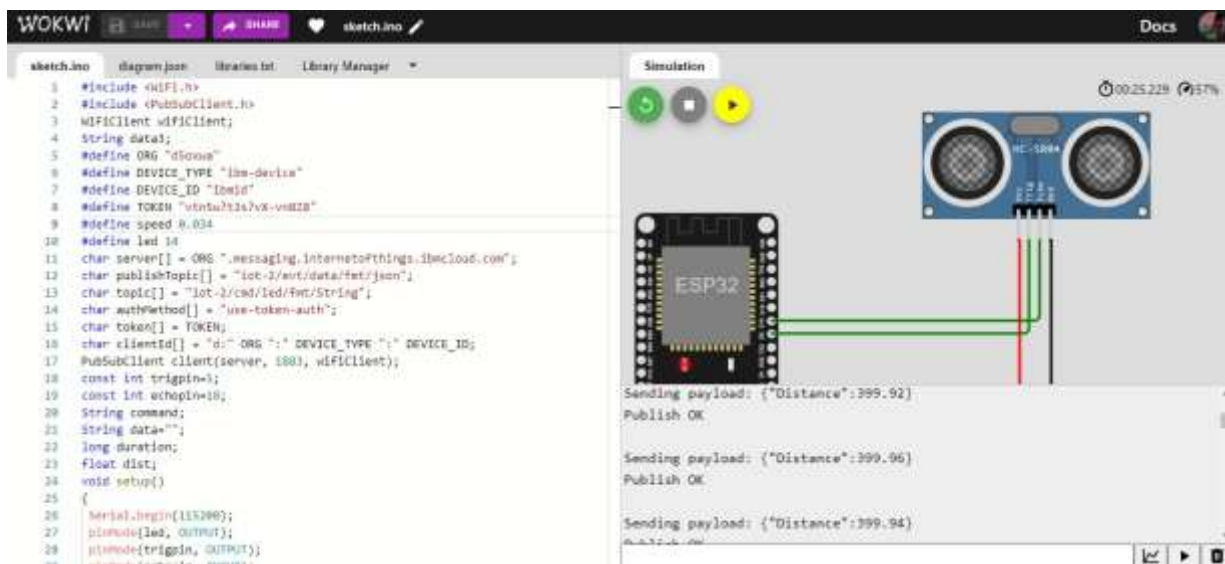 WOKWI
SAVE
SHARE
sketch.ino
Docs
sketch.ino
diagram.json
libraries.txt
Library Manager
Simulation
00:25.229
57%
1 #include <WiFi.h>
2 #include <PubSubClient.h>
3 WiFiClient wifiClient;
4 String data3;
5 #define ORG
6 #define DEVICE_TYPE "ibm-device"
7 #define DEVICE_ID "ibmid"
8 #define TOKEN
9 #define speed 0.034
10 #define led 14
11 char server[] = ORG ".messaging.internetofthings.ibmcloud.com";
12 char publishTopic[] = "iot-2/evt/data/fmt/json";
13 char topic[] = "iot-2/cmd/led/fmt/String";
14 char authMethod[] = "use-token-auth";
15 char token[] = TOKEN;
16 char clientId[] = "d:" ORG ":" DEVICE_TYPE ":" DEVICE_ID;
17 PubSubClient client(server, 1883, wifiClient);
18 const int trigpin=5;
19 const int echopin=18;
20 String command;
21 String data="";
22 long duration;
23 float dist;
24 void setup()
25 {
26 Serial.begin(115200);
27 pinMode(led, OUTPUT);
28 pinMode(trigpin, OUTPUT);
HC-SR04
ESP32
Sending payload: {"Distance":399.92}
Publish OK
Sending payload: {"Distance":399.96}
Publish OK
Sending payload: {"Distance":399.94}